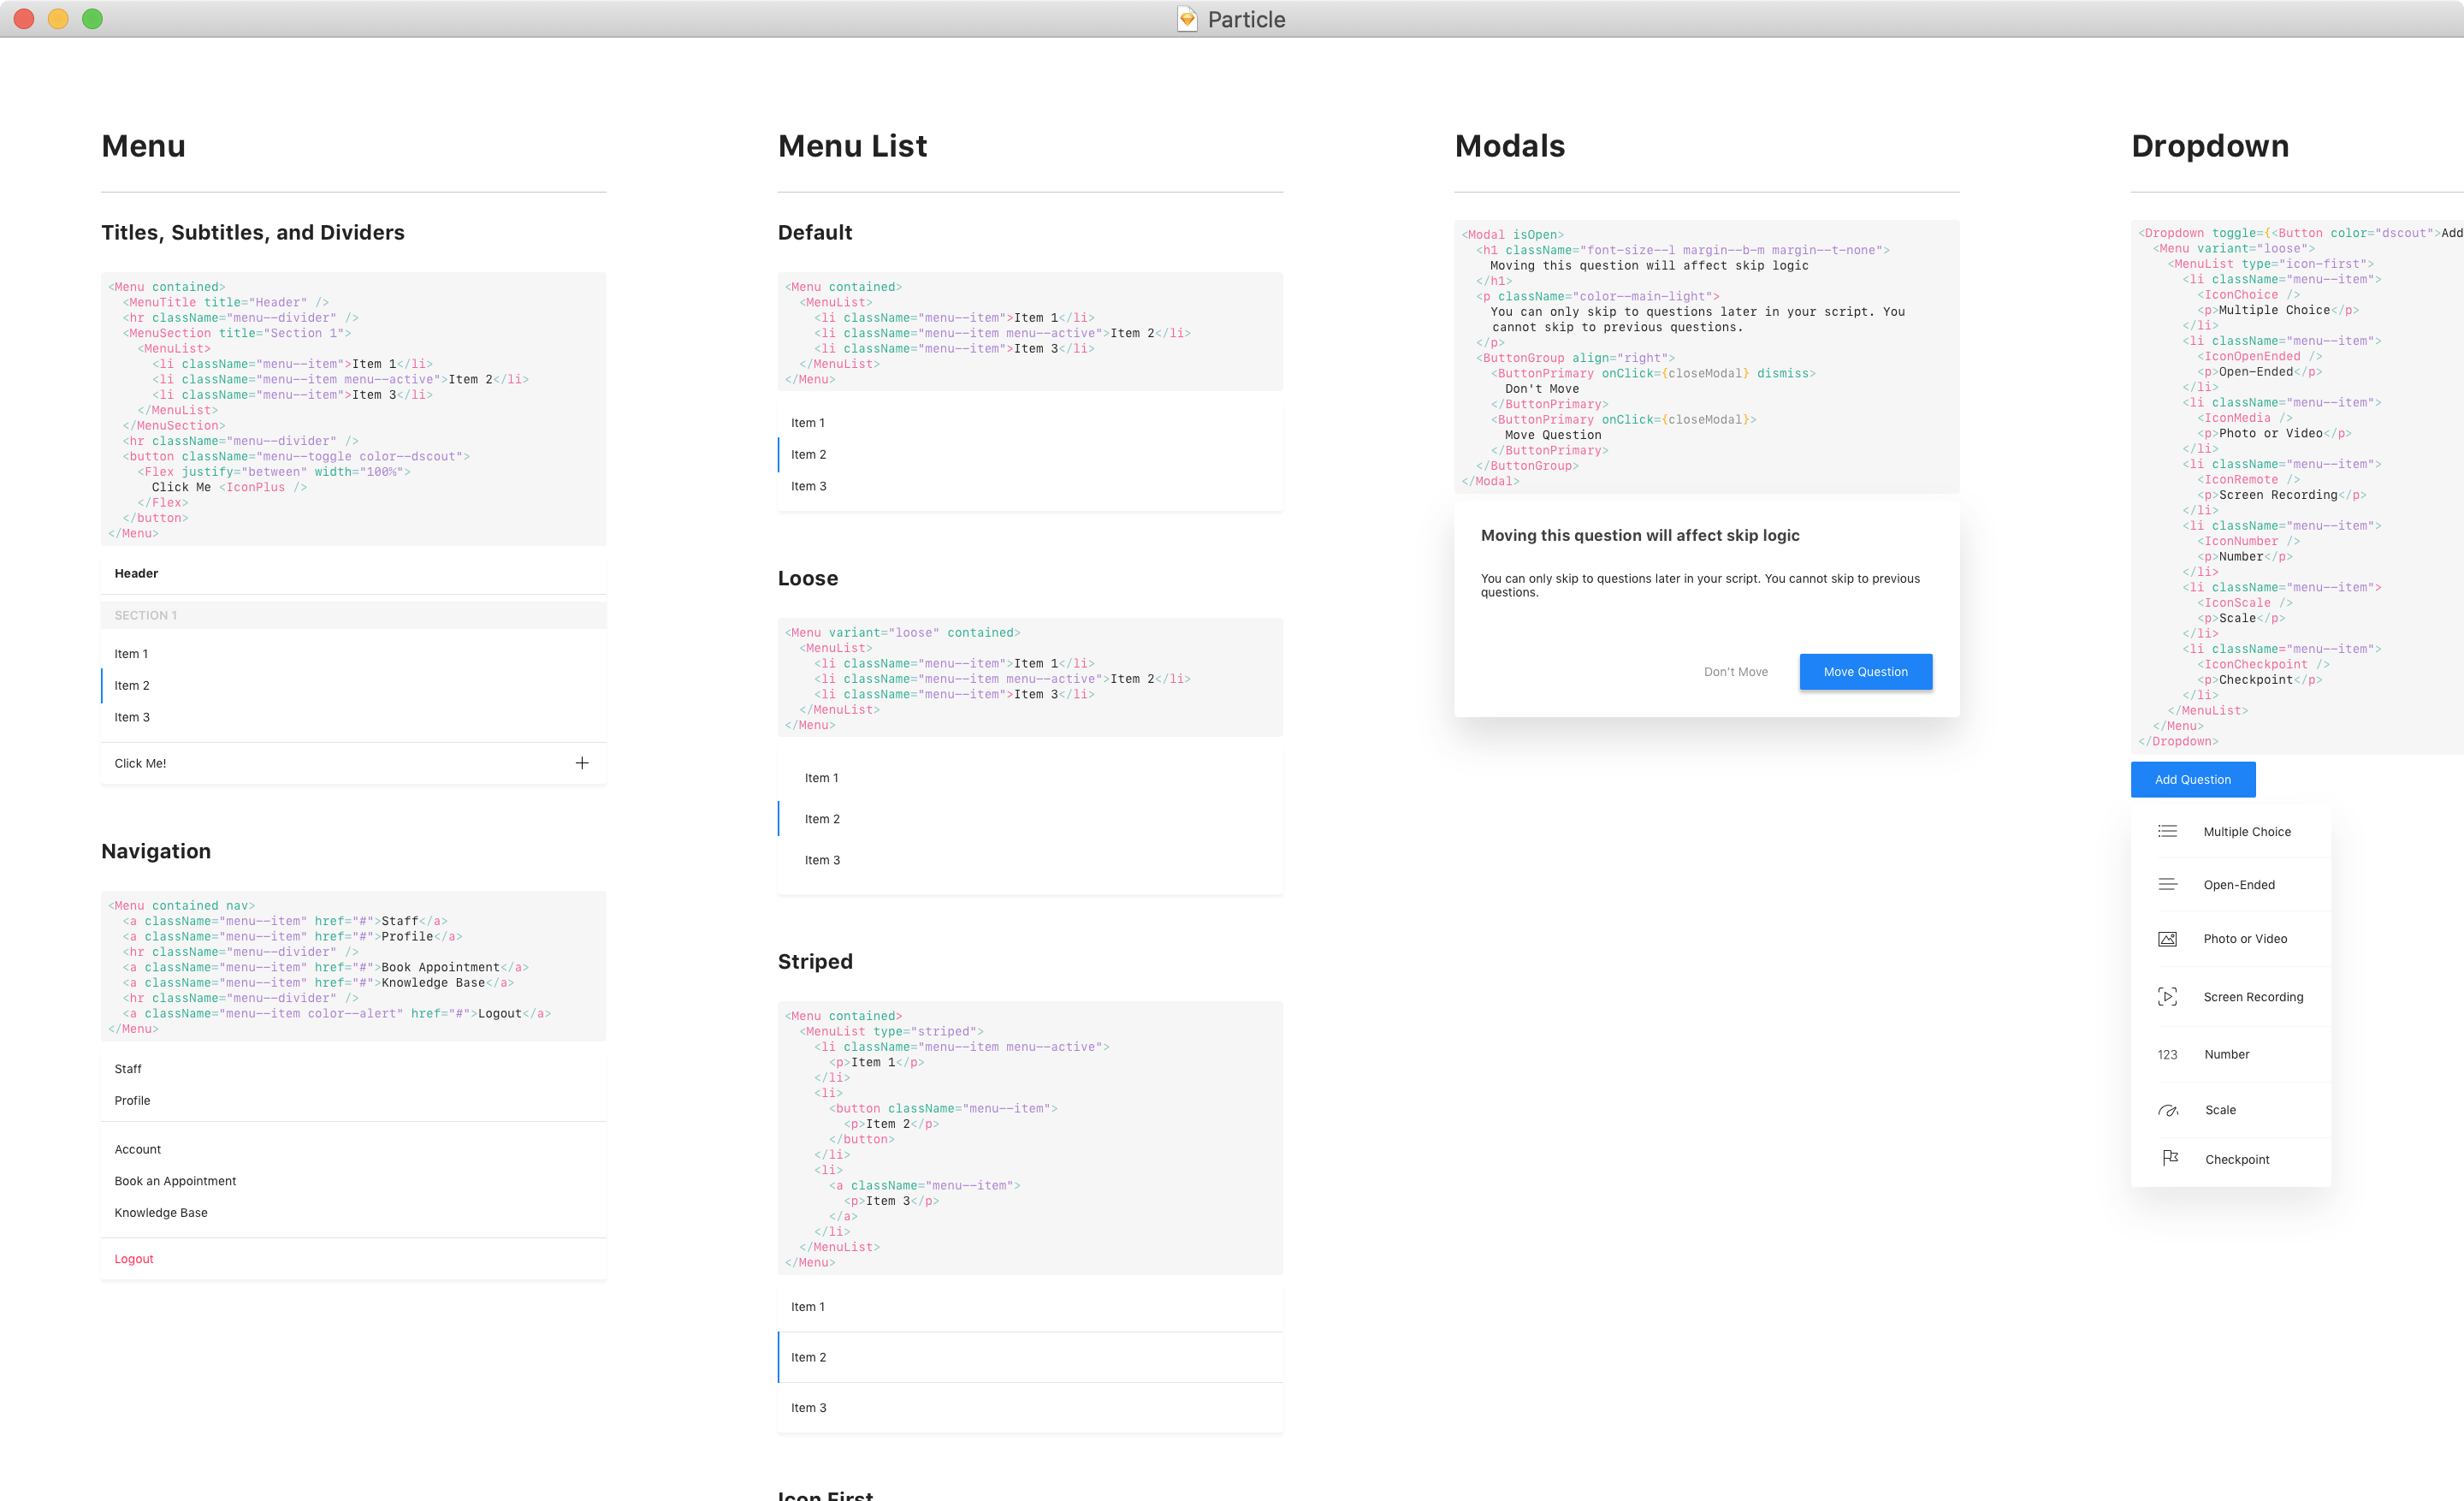 Particle
Menu
Titles, Subtitles, and Dividers
<Menu contained>
<MenuTitle title="Header" />
<hr className="menu--divider" />
<MenuSection title="Section 1">
<MenuList>
<li className="menu--item">Item 1</li>
<li className="menu--item menu--active">Item 2</li>
<li className="menu--item">Item 3</li>
</MenuList>
</MenuSection>
<hr className="menu--divider" />
<button className="menu--toggle color--dscout">
<Flex justify="between" width="100%">
Click Me <IconPlus />
</Flex>
</button>
</Menu>
Header
SECTION 1
Item 1
Item 2
Item 3
Click Me!
Navigation
<Menu contained nav>
<a className="menu--item" href="#">Staff</a>
<a className="menu--item" href="#">Profile</a>
<hr className="menu--divider" />
<a className="menu--item" href="#">Book Appointment</a>
<a className="menu--item" href="#">Knowledge Base</a>
<hr className="menu--divider" />
<a className="menu--item color--alert" href="#">Logout</a>
</Menu>
Staff
Profile
Account
Book an Appointment
Knowledge Base
Logout
Menu List
Default
<Menu contained>
<MenuList>
<li className="menu--item">Item 1</li>
<li className="menu--item menu--active">Item 2</li>
<li className="menu--item">Item 3</li>
</MenuList>
</Menu>
Item 1
Item 2
Item 3
Loose
<Menu variant="loose" contained>
<MenuList>
<li className="menu--item">Item 1</li>
<li className="menu--item menu--active">Item 2</li>
<li className="menu--item">Item 3</li>
</MenuList>
</Menu>
Item 1
Item 2
Item 3
Striped
<Menu contained>
<MenuList type="striped">
<li className="menu--item menu--active">
<p>Item 1</p>
</li>
<li>
<button className="menu--item">
<p>Item 2</p>
</button>
</li>
<li>
<a className="menu--item">
<p>Item 3</p>
</a>
</li>
</MenuList>
</Menu>
Item 1
Item 2
Item 3
Icon First
Modals
<Modal isOpen>
<h1 className="font-size--l margin--b-m margin--t-none">
Moving this question will affect skip logic
</h1>
<p className="color--main-light">
You can only skip to questions later in your script. You
cannot skip to previous questions.
</p>
<ButtonGroup align="right">
<ButtonPrimary onClick={closeModal} dismiss>
Don't Move
</ButtonPrimary>
<ButtonPrimary onClick={closeModal}>
Move Question
</ButtonPrimary>
</ButtonGroup>
</Modal>
Moving this question will affect skip logic
You can only skip to questions later in your script. You cannot skip to previous
questions.
Don't Move
Move Question
Dropdown
<Dropdown toggle={<Button color="dscout">Add
<Menu variant="loose">
<MenuList type="icon-first">
<li className="menu--item">
<IconChoice />
<p>Multiple Choice</p>
</li>
<li className="menu--item">
<IconOpenEnded />
<p>Open-Ended</p>
</li>
<li className="menu--item">
<IconMedia />
<p>Photo or Video</p>
</li>
<li className="menu--item">
<IconRemote />
<p>Screen Recording</p>
</li>
<li className="menu--item">
<IconNumber />
<p>Number</p>
</li>
<li className="menu--item">
<IconScale />
<p>Scale</p>
</li>
<li className="menu--item">
<IconCheckpoint />
<p>Checkpoint</p>
</li>
</MenuList>
</Menu>
</Dropdown>
Add Question
Multiple Choice
Open-Ended
Photo or Video
Screen Recording
123 Number
Scale
Checkpoint